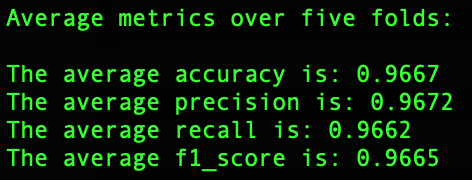 Average metrics over five folds:
The average accuracy is: 0.9667
The average precision is: 0.9672
The average recall is: 0.9662
The average f1_score is: 0.9665